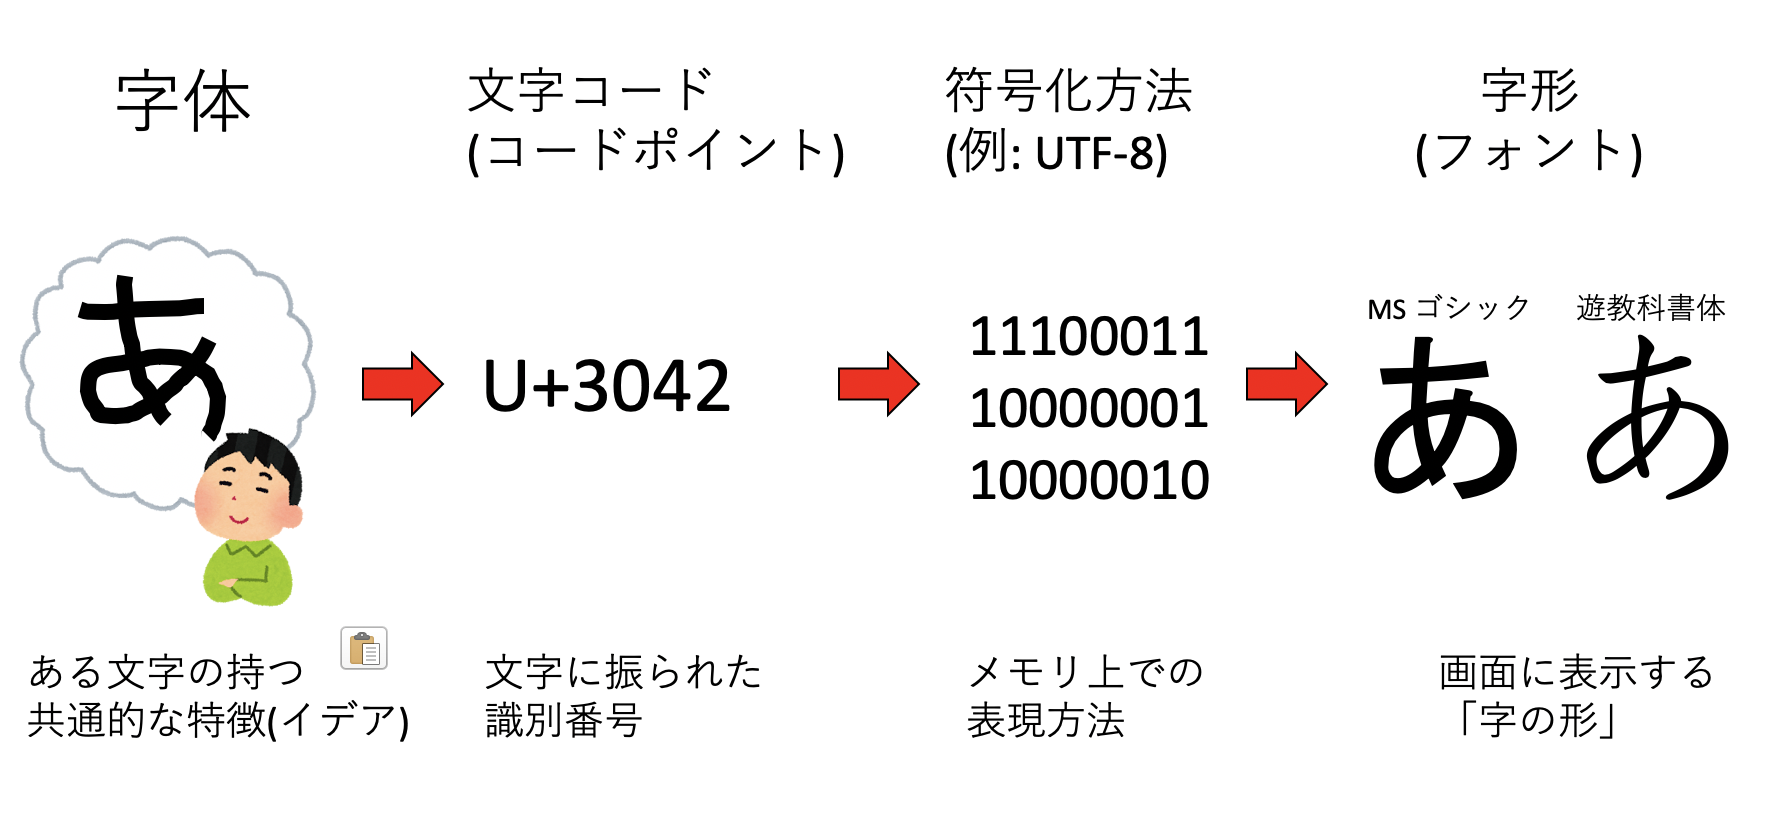 字体
文字コード
(コードポイント)
符号化方法
(例: UTF-8)
字形
(フォント)
あ
U+3042
11100011
10000001
10000010
MS ゴシック
あ
遊教科書体
あ
ある文字の持つ
共通的な特徴(イデア)
文字に振られた
識別番号
メモリ上での
表現方法
画面に表示する
「字の形」